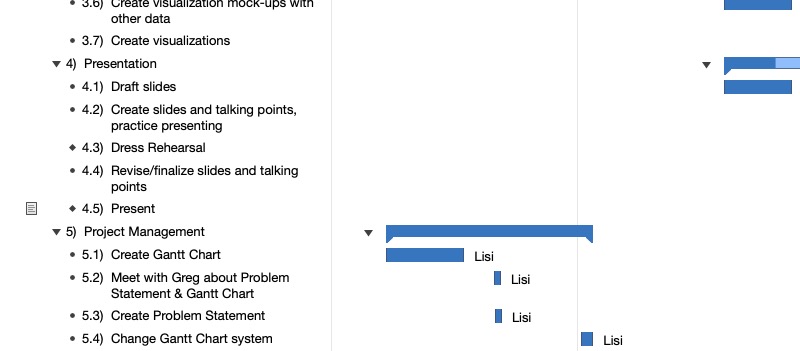 3.6) Create visualization mock-ups with
other data
3.7) Create visualizations
4) Presentation
4.1) Draft slides
4.2) Create slides and talking points,
practice presenting
4.3) Dress Rehearsal
4.4) Revise/finalize slides and talking
points
4.5) Present
5) Project Management
5.1) Create Gantt Chart
Lisi
5.2) Meet with Greg about Problem
Statement & Gantt Chart
Lisi
5.3) Create Problem Statement
Lisi
5.4) Change Gantt Chart system
Lisi